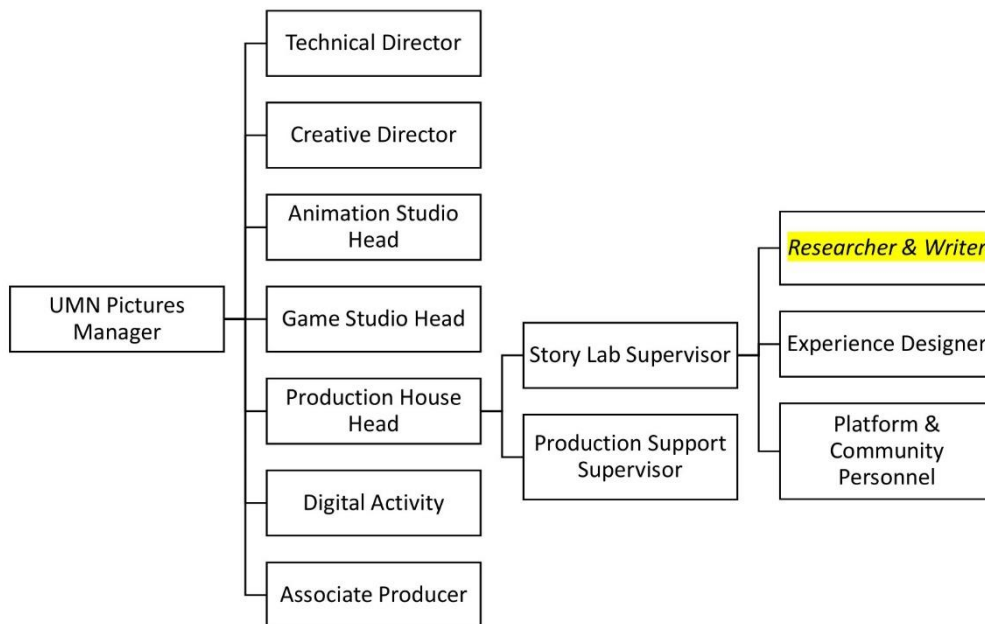 UMN Pictures
Manager
Technical Director
Creative Director
Animation Studio
Head
Game Studio Head
Production House
Head
Digital Activity
Associate Producer
Story Lab Supervisor
Production Support
Supervisor
Researcher & Writer
Experience Designer
Platform &
Community
Personnel